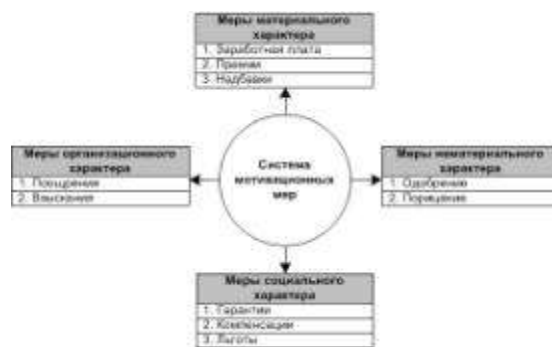 Меры материального
характера
1. Заработная плата
2. Премии
3. Надбавки
Меры организационного
характера
1. Поощрения
2. Взыскания
Система
мотивационных
мер
Меры нематериального
характера
1. Одобрение
2. Порицание
Меры социального
характера
1. Гарантии
2. Компенсации
3. Льготы